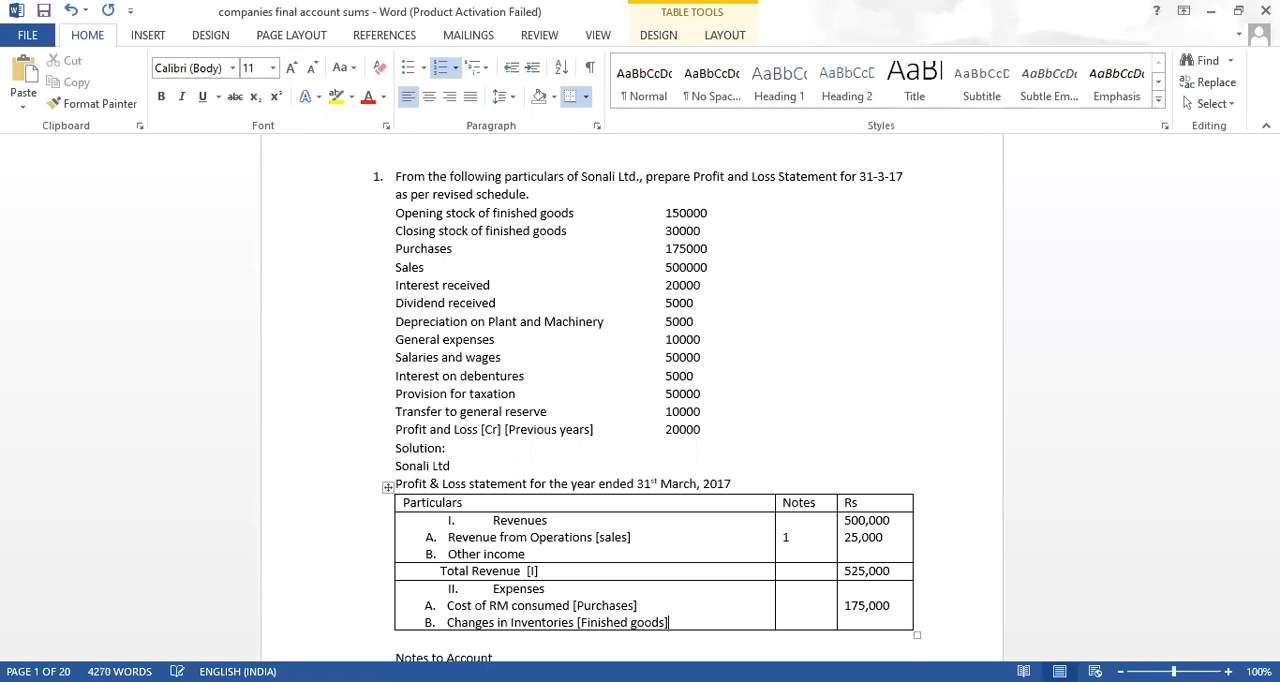 companies final account sums - Word (Product Activation Failed)
TABLE TOOLS
?
FILE HOME INSERT DESIGN PAGE LAYOUT REFERENCES MAILINGS REVIEW VIEW DESIGN LAYOUT
Paste
Cut
Copy
Format Painter
Clipboard
Calibri (Body) 11
Font
Paragraph
AaBbCcDc AaBbCcDc AaBbCc AaBbCcE AaBl AaBbCcD AaBbCcDc AaBbCcDc
¶ Normal ¶ No Spac... Heading 1 Heading 2 Title Subtitle Subtle Em... Emphasis
Styles
Find
Replace
Select
Editing
1. From the following particulars of Sonali Ltd., prepare Profit and Loss Statement for 31-3-17
as per revised schedule.
Opening stock of finished goods 150000
Closing stock of finished goods 30000
Purchases 175000
Sales 500000
Interest received 20000
Dividend received 5000
Depreciation on Plant and Machinery 5000
General expenses 10000
Salaries and wages 50000
Interest on debentures 5000
Provision for taxation 50000
Transfer to general reserve 10000
Profit and Loss [Cr] [Previous years] 20000
Solution:
Sonali Ltd
Profit & Loss statement for the year ended 31st March, 2017
Particulars Notes Rs
I. Revenues 500,000
A. Revenue from Operations [sales] 1 25,000
B. Other income
Total Revenue [I] 525,000
II. Expenses
A. Cost of RM consumed [Purchases] 175,000
B. Changes in Inventories [Finished goods]
Notes to Account
PAGE 1 OF 20 4270 WORDS ENGLISH (INDIA) 100%